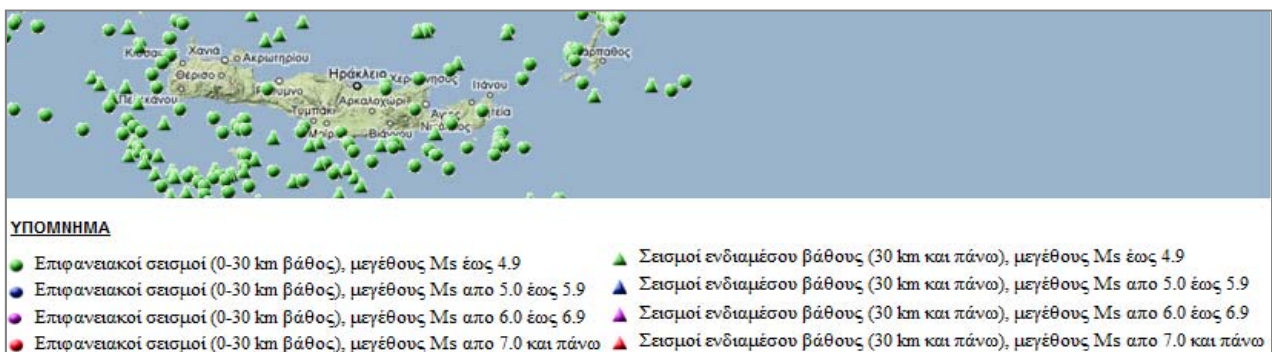 Χανιά
Ακρωτηρίου
Θέρισο
Ηράκλειο
Ιτάνου
Αρκαλοχώρι
Τυμπάκι
Βιάννου
ΥΠΟΜΝΗΜΑ
Επιφανειακοί σεισμοί (0-30 km βάθος), μεγέθους Ms έως 4.9
Σεισμοί ενδιαμέσου βάθους (30 km και πάνω), μεγέθους Ms έως 4.9
Επιφανειακοί σεισμοί (0-30 km βάθος), μεγέθους Ms απο 5.0 έως 5.9
Σεισμοί ενδιαμέσου βάθους (30 km και πάνω), μεγέθους Ms απο 5.0 έως 5.9
Επιφανειακοί σεισμοί (0-30 km βάθος), μεγέθους Ms απο 6.0 έως 6.9
Σεισμοί ενδιαμέσου βάθους (30 km και πάνω), μεγέθους Ms απο 6.0 έως 6.9
Επιφανειακοί σεισμοί (0-30 km βάθος), μεγέθους Ms απο 7.0 και πάνω
Σεισμοί ενδιαμέσου βάθους (30 km και πάνω), μεγέθους Ms απο 7.0 και πάνω